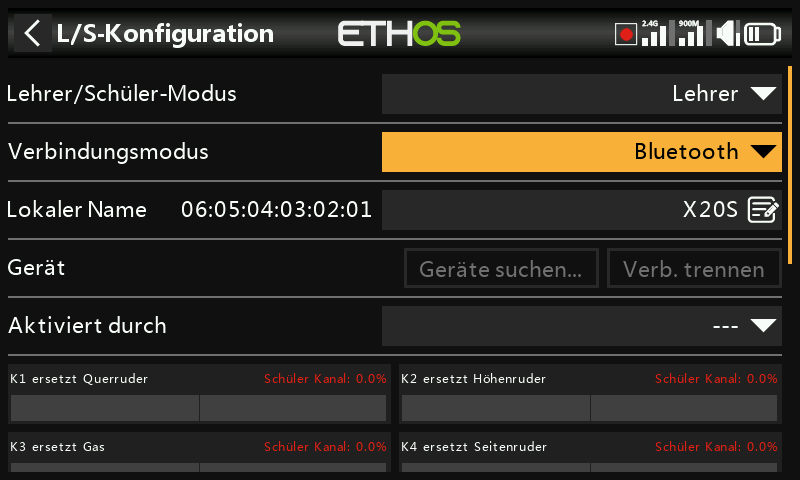 L/S-Konfiguration ETHOS 2.4G 900M
Lehrer/Schüler-Modus Lehrer
Verbindungsmodus Bluetooth
Lokaler Name 06:05:04:03:02:01 X20S
Gerät Geräte suchen... Verb. trennen
Aktiviert durch ---
K1 ersetzt Querruder Schüler Kanal: 0.0% K2 ersetzt Höhenruder Schüler Kanal: 0.0%
K3 ersetzt Gas Schüler Kanal: 0.0% K4 ersetzt Seitenruder Schüler Kanal: 0.0%